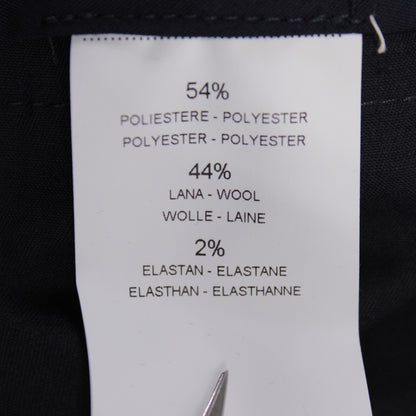 54%
POLIESTERE - POLYESTER
POLYESTER - POLYESTER
44%
LANA - WOOL
WOLLE - LAINE
2%
ELASTAN - ELASTANE
ELASTHAN - ELASTHANNE